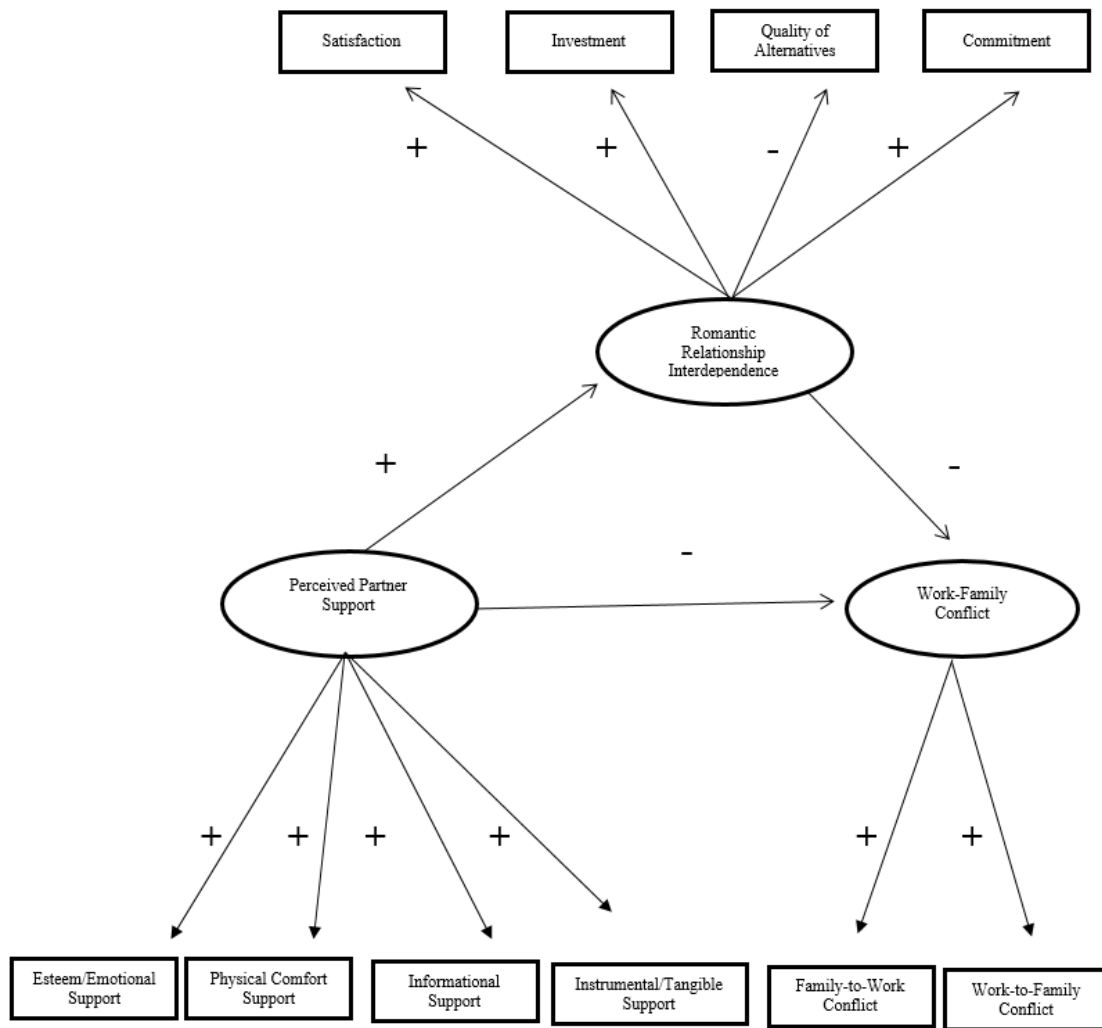 Satisfaction
Investment
Quality of
Alternatives
Commitment
+
+
-
+
Romantic
Relationship
Interdependence
+
-
-
Perceived Partner
Support
Work-Family
Conflict
+
+
+
+
+
+
Esteem/Emotional
Support
Physical Comfort
Support
Informational
Support
Instrumental/Tangible
Support
Family-to-Work
Conflict
Work-to-Family
Conflict